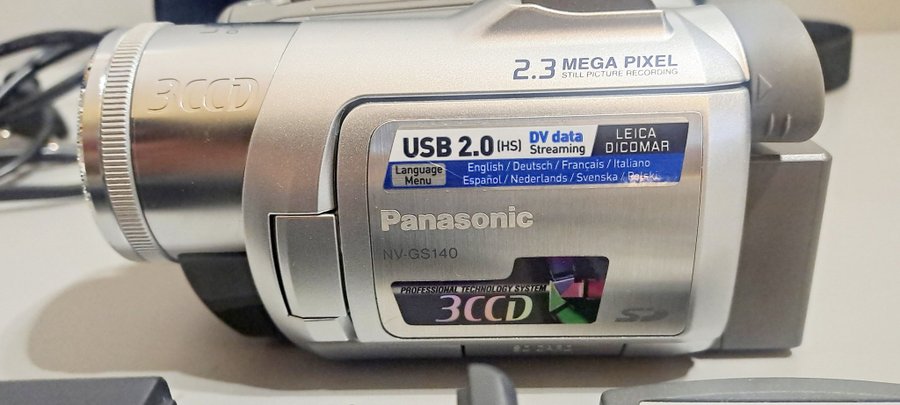 3CCD
2.3 MEGA PIXEL
STILL PICTURE RECORDING
USB 2.0 (HS) DV data Streaming
LEICA
DICOMAR
Language Menu
English / Deutsch / Français / Italiano
Español / Nederlands / Svenska / Polski
Panasonic
NV-GS140
PROFESSIONAL TECHNOLOGY SYSTEM
3CCD
SD